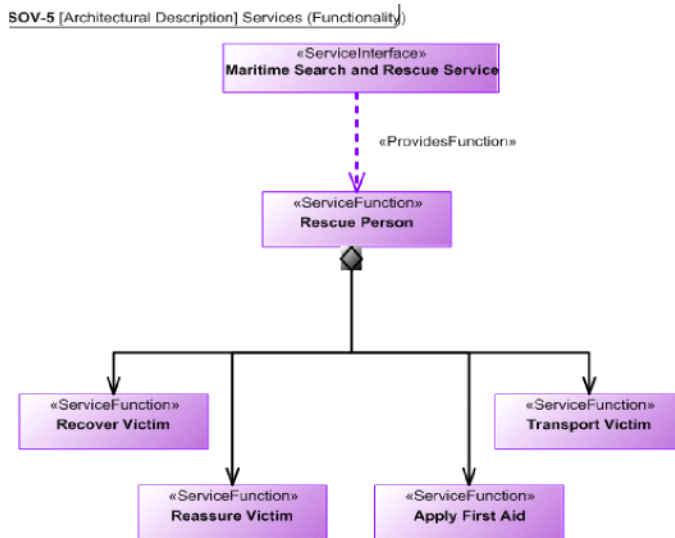 SOV-5 [Architectural Description] Services (Functionality)
«ServiceInterface»
Maritime Search and Rescue Service
«ProvidesFunction»
«ServiceFunction»
Rescue Person
«ServiceFunction»
Recover Victim
«ServiceFunction»
Transport Victim
«ServiceFunction»
Reassure Victim
«ServiceFunction»
Apply First Aid